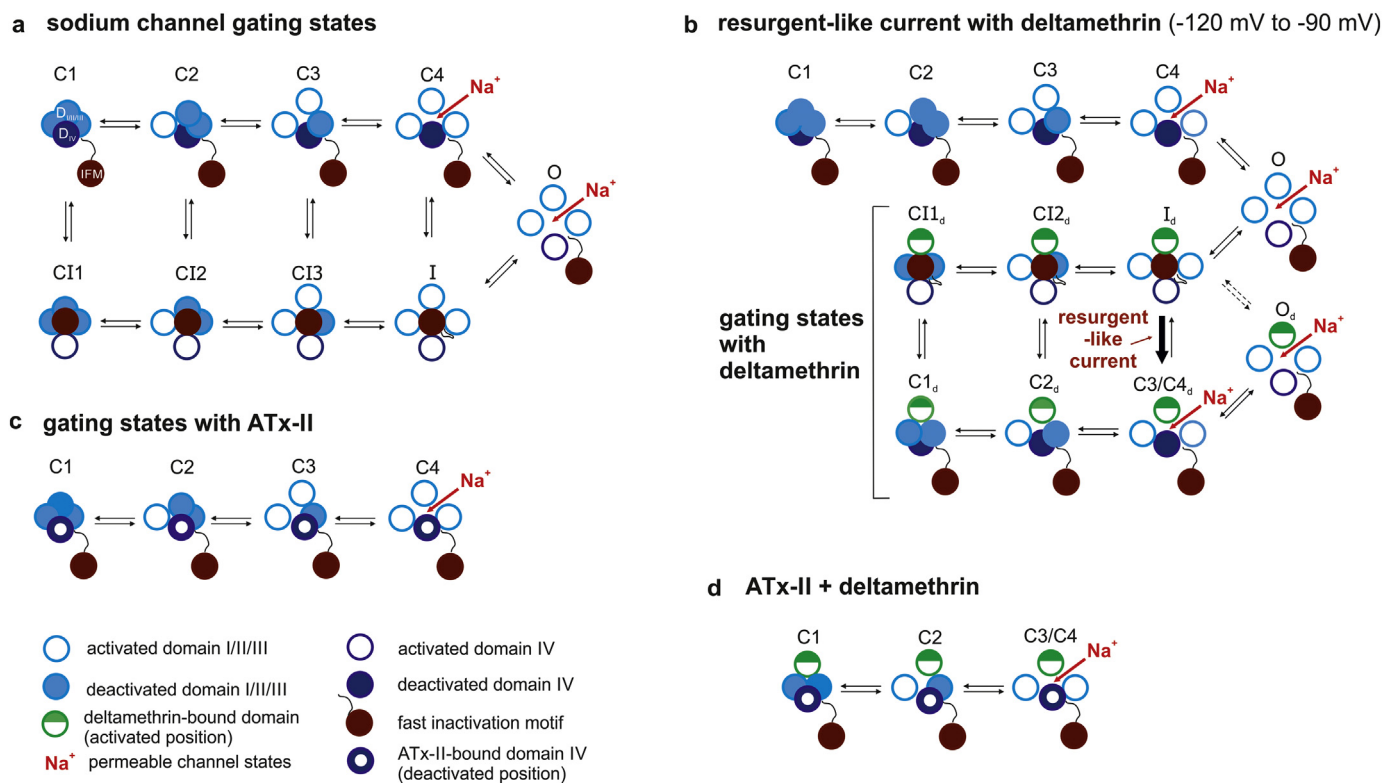 a sodium channel gating states
C1 C2 C3 C4
Na+
DI/II/III
DIV
IFM
O
Na+
CI1 CI2 CI3 I
b resurgent-like current with deltamethrin (-120 mV to -90 mV)
C1 C2 C3 C4
Na+
O
Na+
CI1d CI2d Id
gating states
with
deltamethrin
resurgent
-like
current
Od
Na+
C1d C2d C3/C4d
Na+
c gating states with ATx-II
C1 C2 C3 C4
Na+
d ATx-II + deltamethrin
C1 C2 C3/C4
Na+
activated domain I/II/III
deactivated domain I/II/III
deltamethrin-bound domain
(activated position)
Na+ permeable channel states
activated domain IV
deactivated domain IV
fast inactivation motif
ATx-II-bound domain IV
(deactivated position)